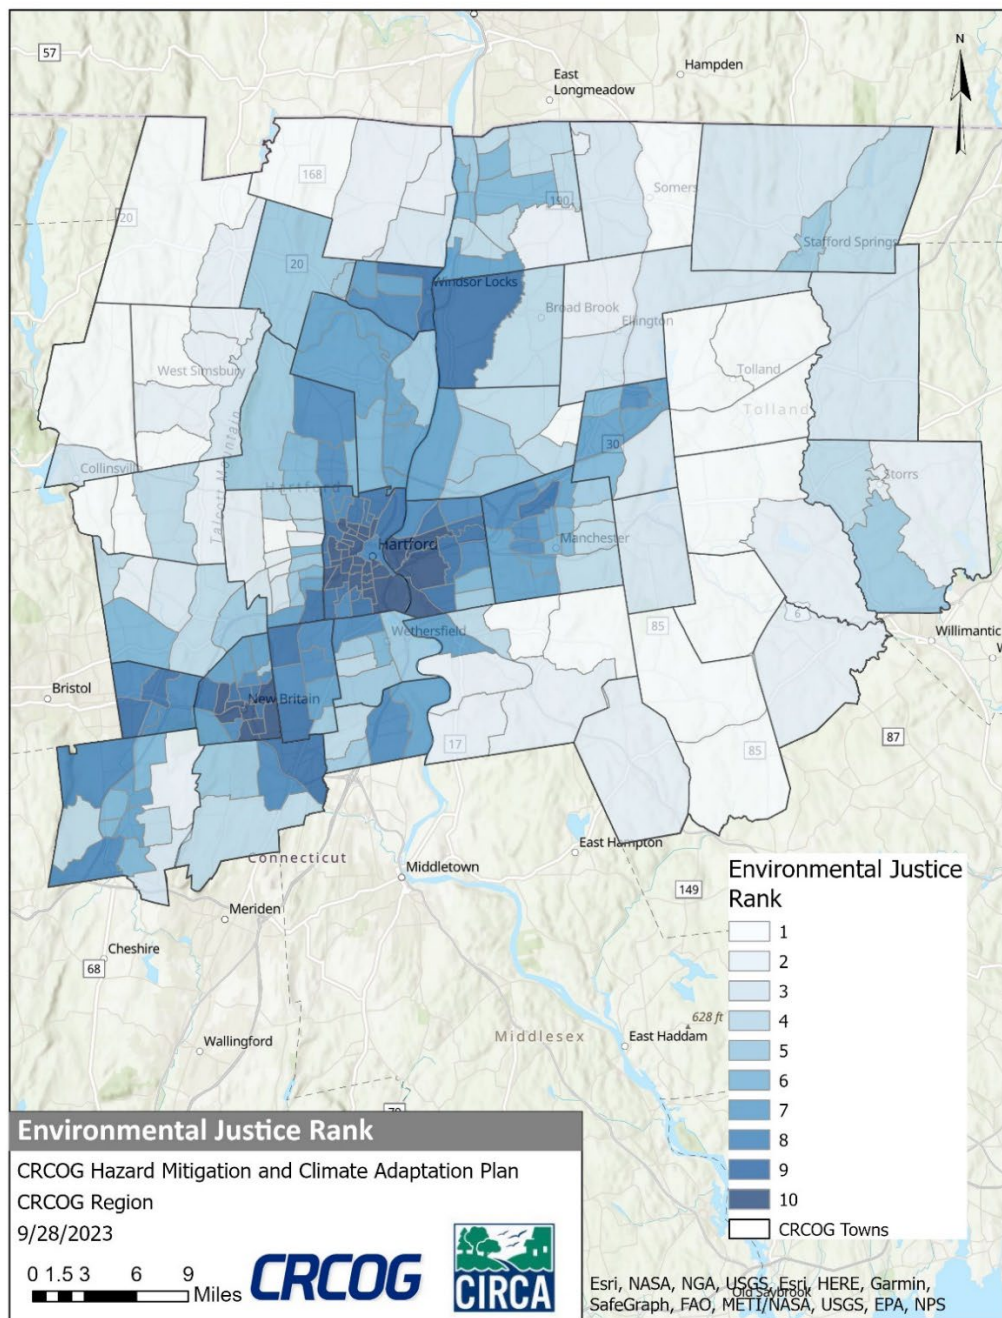 57
Hampden
East
Longmeadow
N
168
190
Somers
20
20
Stafford Springs
Windsor Locks
Broad Brook
Ellington
West Simsbury
Tolland
Tolland
30
Talcott Mountain
Collinsville
Hartford
Storrs
Hartford
Manchester
Wethersfield
85
6
Willimantic
W
Bristol
New Britain
17
85
87
East Hampton
Connecticut
Middletown
149
Meriden
Cheshire
68
628 ft
Middlesex
East Haddam
Wallingford
Environmental Justice
Rank
1
2
3
4
5
6
7
8
9
10
CRCOG Towns
Environmental Justice Rank
CRCOG Hazard Mitigation and Climate Adaptation Plan
CRCOG Region
9/28/2023
0 1.5 3 6 9
Miles
CRCOG
CIRCA
Esri, NASA, NGA, USGS, Esri, HERE, Garmin,
Old Saybrook
SafeGraph, FAO, METI/NASA, USGS, EPA, NPS